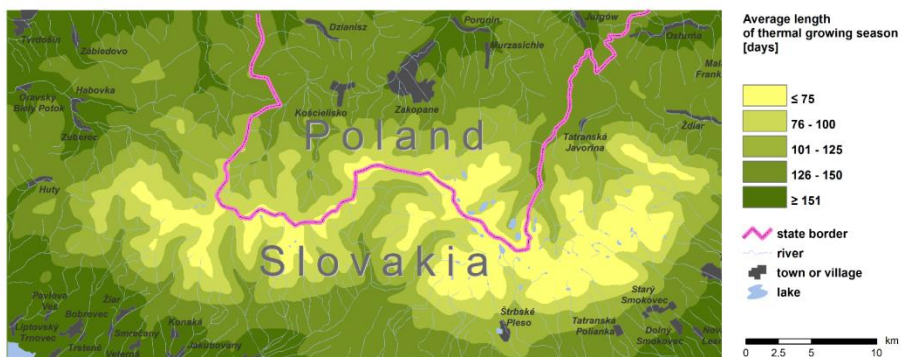 Tvrdošín
Zábiedovo
Dzianisz
Poronin
Jurgów
Osturňa
Murzasichle
Habovka
Oravský
Biely Potok
Zuberec
Kościelisko
Zakopane
Tatranská
Javorina
Ždiar
Poland
Huty
Slovakia
Pavlova
Ves
Bobrovec
Žiar
Liptovský
Trnovec
Smrečany
Konská
Jakubovany
Trstené
Veterná
Štrbské
Pleso
Tatranská
Polianka
Starý
Smokovec
Dolný
Smokovec
Average length
of thermal growing season
[days]
≤ 75
76 - 100
101 - 125
126 - 150
≥ 151
state border
river
town or village
lake
km
0 2.5 5 10